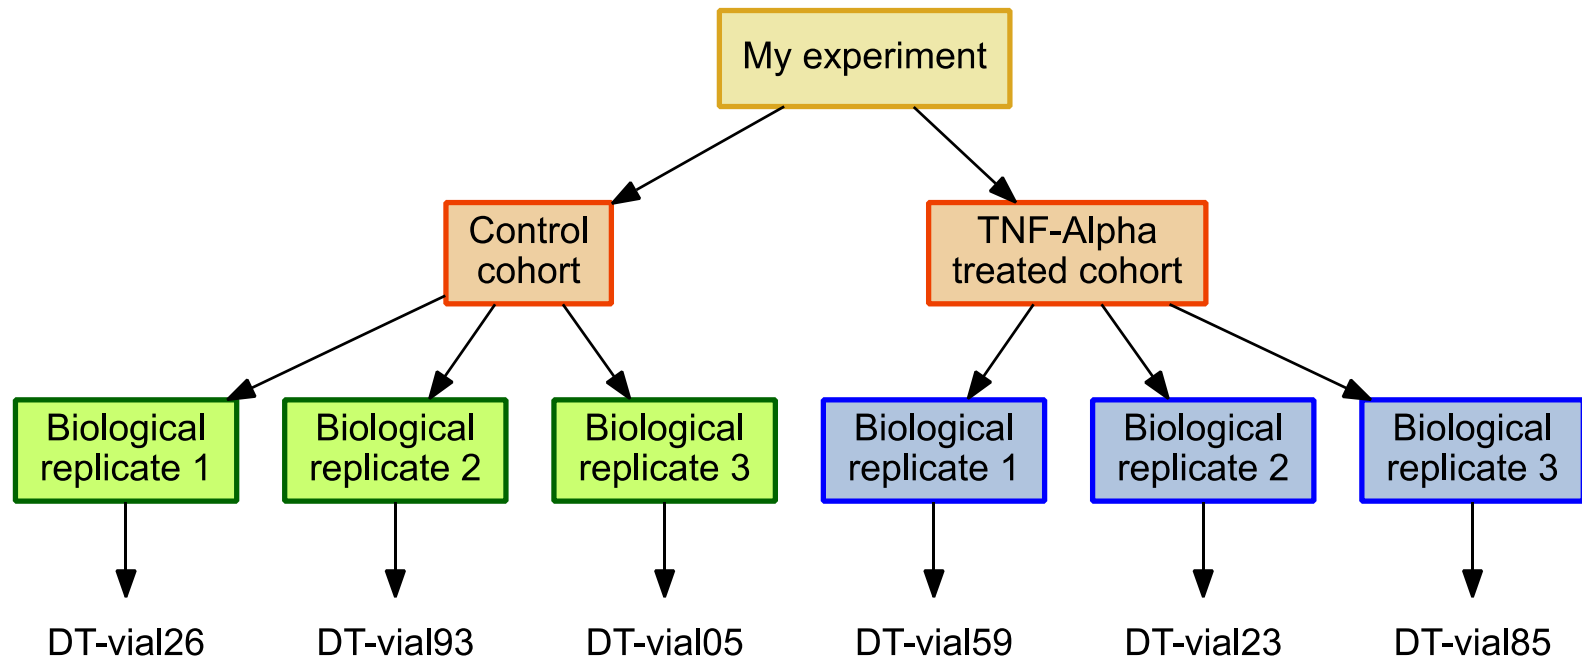 My experiment
Control
cohort
TNF-Alpha
treated cohort
Biological
replicate 1
Biological
replicate 2
Biological
replicate 3
Biological
replicate 1
Biological
replicate 2
Biological
replicate 3
DT-vial26
DT-vial93
DT-vial05
DT-vial59
DT-vial23
DT-vial85